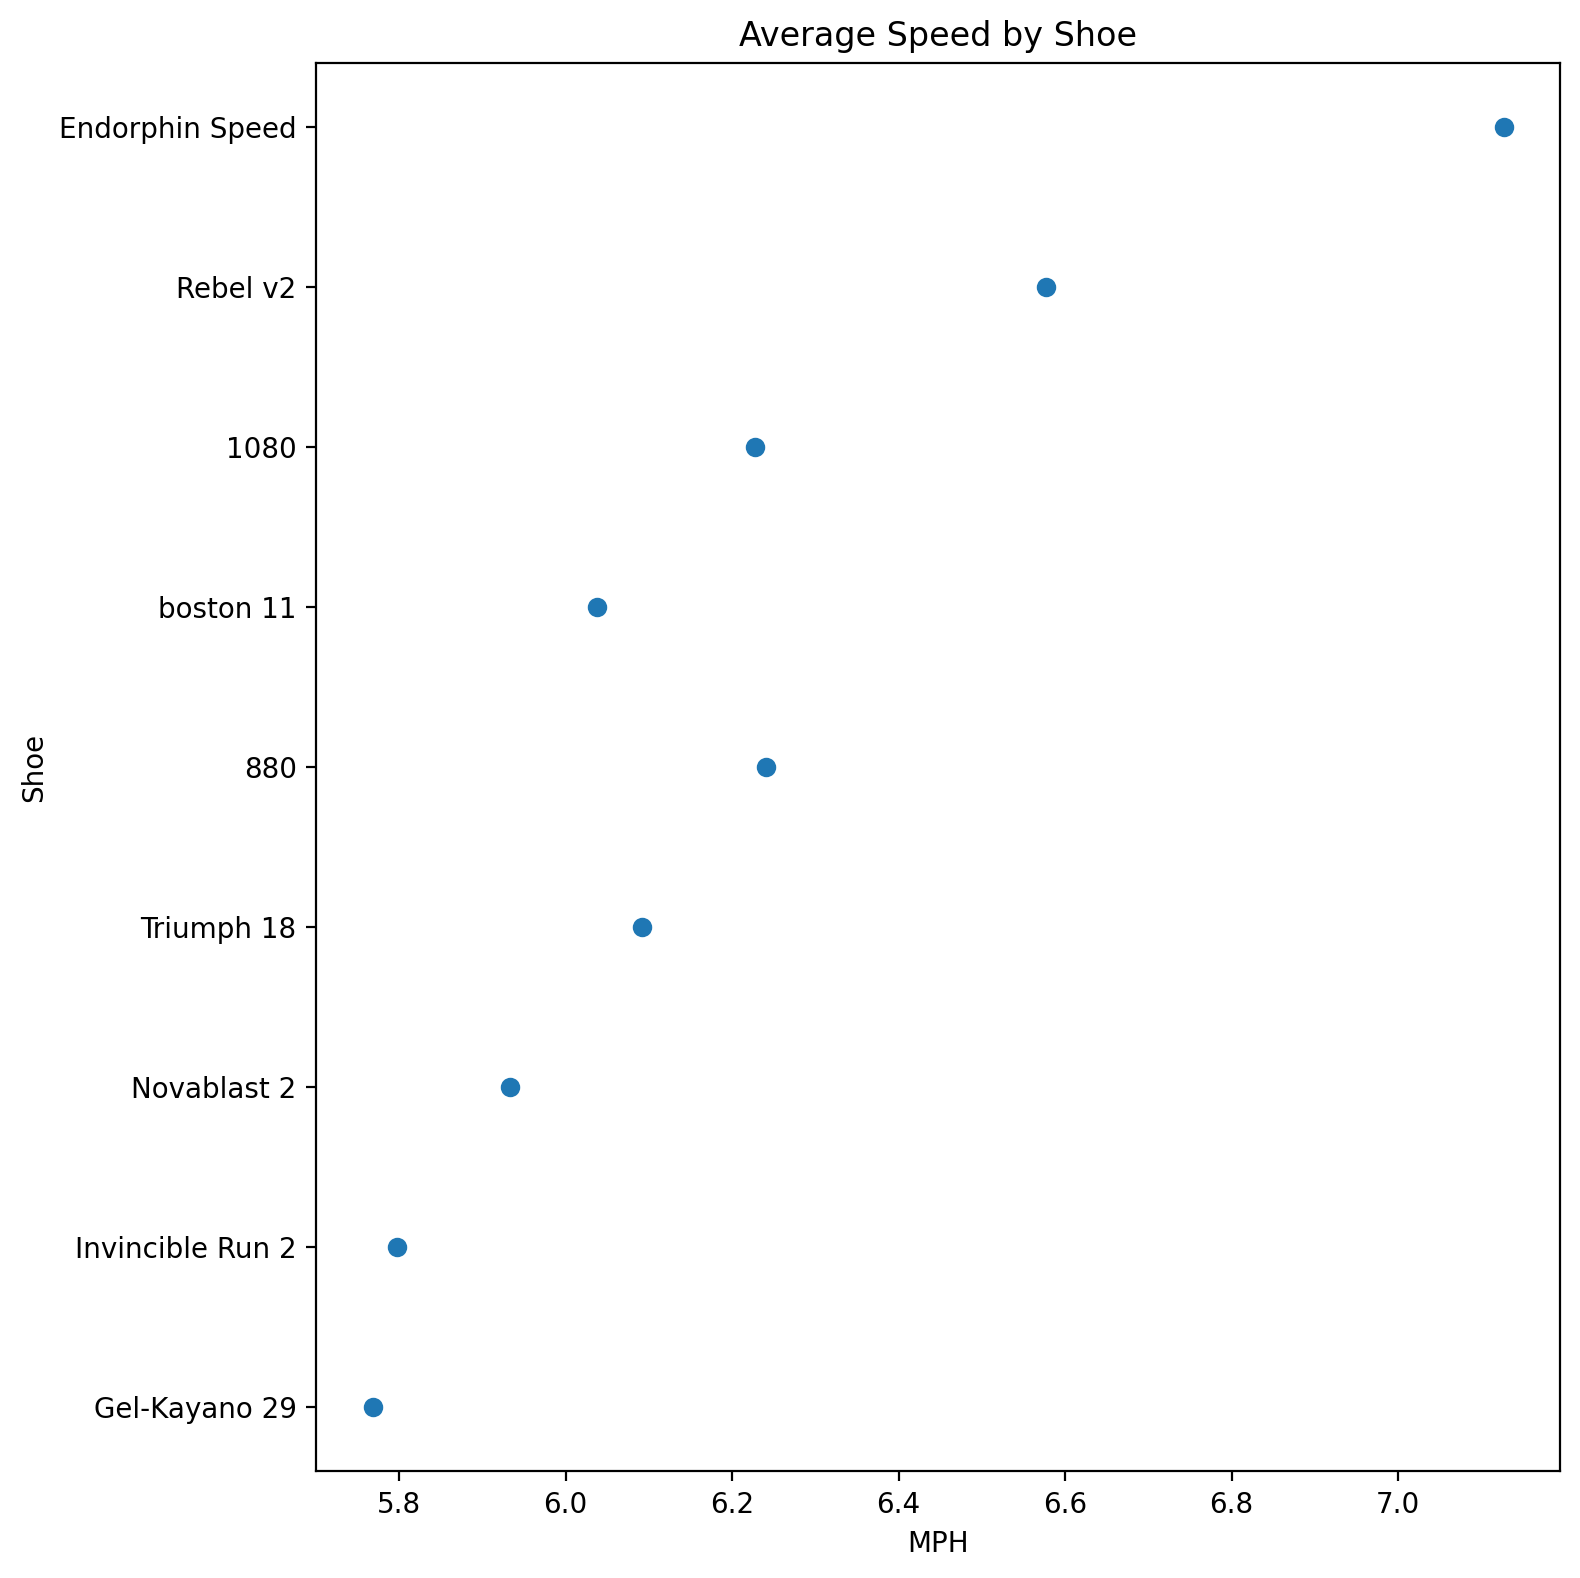 Average Speed by Shoe
Endorphin Speed
Rebel v2
1080
boston 11
880
Triumph 18
Novablast 2
Invincible Run 2
Gel-Kayano 29
Shoe
5.8 6.0 6.2 6.4 6.6 6.8 7.0
MPH